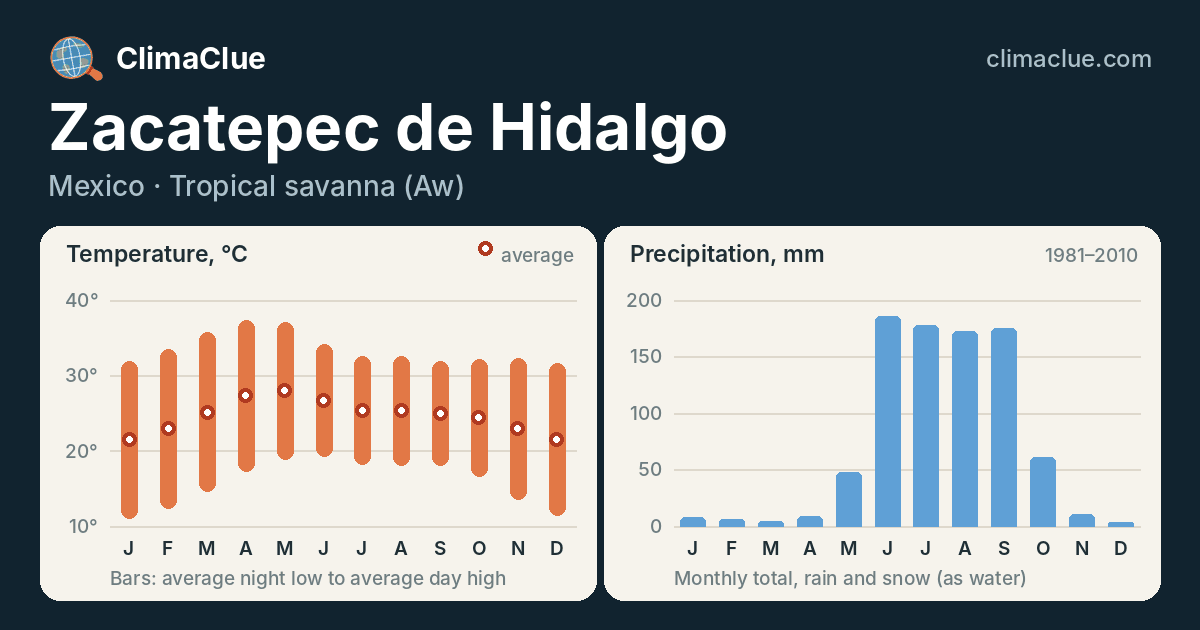 ClimaClue
climaclue.com
Zacatepec de Hidalgo
Mexico · Tropical savanna (Aw)
Temperature, °C
average
40°
30°
20°
10°
J F M A M J J A S O N D
Bars: average night low to average day high
Precipitation, mm
1981–2010
200
150
100
50
0
J F M A M J J A S O N D
Monthly total, rain and snow (as water)